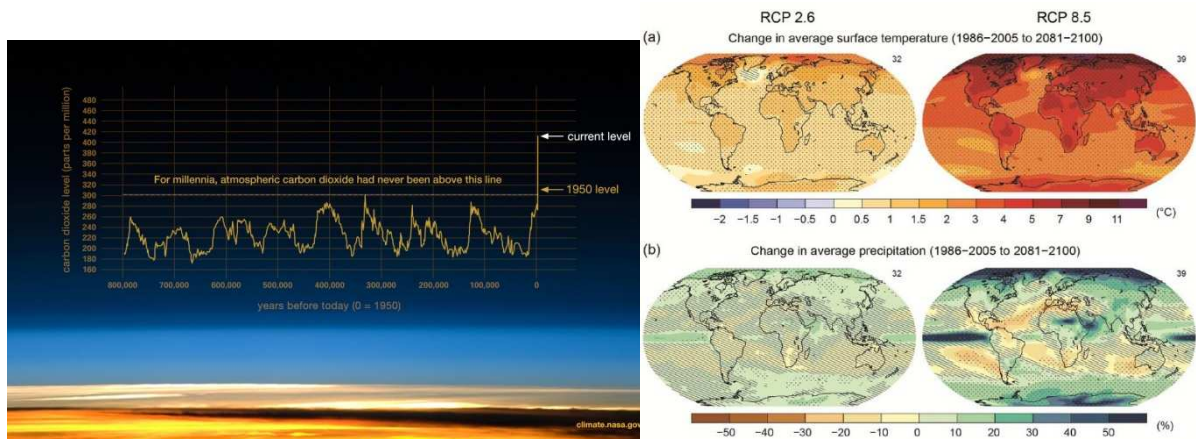 480
460
440
420
400
380
360
340
320
300
280
260
240
220
200
180
160
carbon dioxide level (parts per million)
current level
For millennia, atmospheric carbon dioxide had never been above this line
1950 level
800,000 700,000 600,000 500,000 400,000 300,000 200,000 100,000 0
years before today (0 = 1950)
climate.nasa.gov
RCP 2.6 RCP 8.5
(a) Change in average surface temperature (1986−2005 to 2081−2100)
32 39
−2 −1.5 −1 −0.5 0 0.5 1 1.5 2 3 4 5 7 9 11 (°C)
(b) Change in average precipitation (1986−2005 to 2081−2100)
32 39
−50 −40 −30 −20 −10 0 10 20 30 40 50 (%)